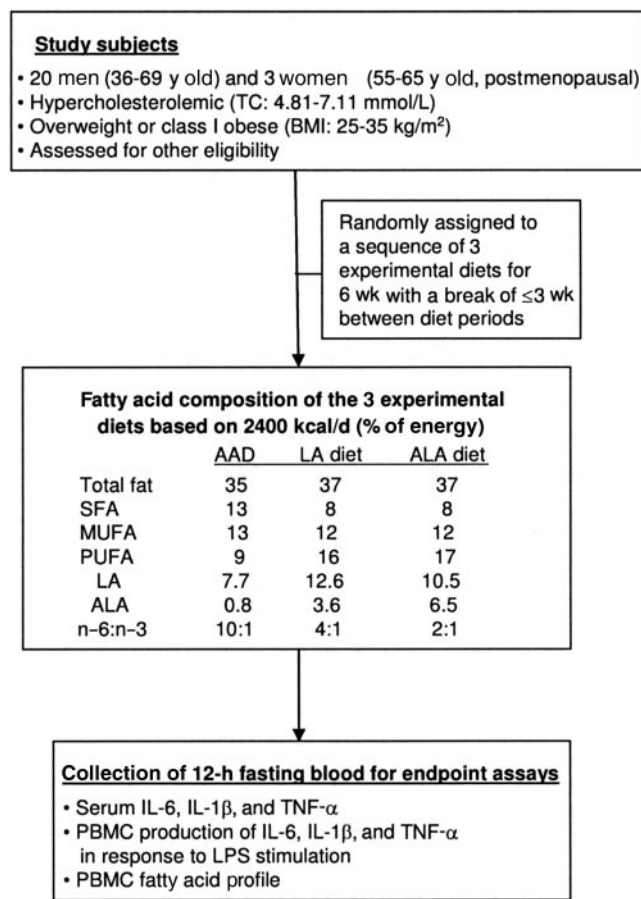 Study subjects
• 20 men (36-69 y old) and 3 women (55-65 y old, postmenopausal)
• Hypercholesterolemic (TC: 4.81-7.11 mmol/L)
• Overweight or class I obese (BMI: 25-35 kg/m²)
• Assessed for other eligibility
Randomly assigned to
a sequence of 3
experimental diets for
6 wk with a break of ≤3 wk
between diet periods
Fatty acid composition of the 3 experimental
diets based on 2400 kcal/d (% of energy)
AAD LA diet ALA diet
Total fat 35 37 37
SFA 13 8 8
MUFA 13 12 12
PUFA 9 16 17
LA 7.7 12.6 10.5
ALA 0.8 3.6 6.5
n–6:n–3 10:1 4:1 2:1
Collection of 12-h fasting blood for endpoint assays
• Serum IL-6, IL-1β, and TNF-α
• PBMC production of IL-6, IL-1β, and TNF-α
in response to LPS stimulation
• PBMC fatty acid profile